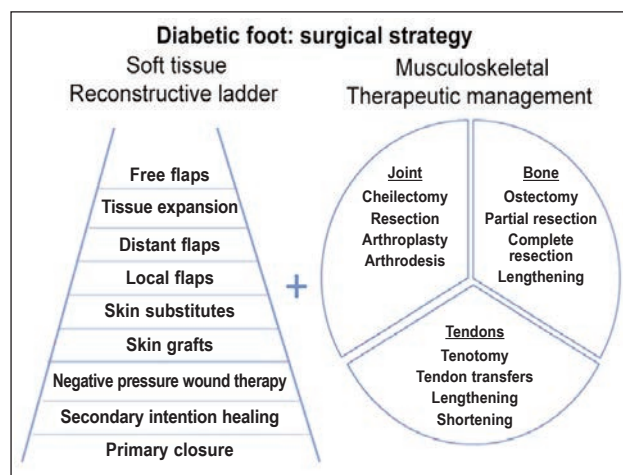 Diabetic foot: surgical strategy
Soft tissue
Reconstructive ladder
Free flaps
Tissue expansion
Distant flaps
Local flaps
Skin substitutes
Skin grafts
Negative pressure wound therapy
Secondary intention healing
Primary closure
+
Musculoskeletal
Therapeutic management
Joint
Cheilectomy
Resection
Arthroplasty
Arthrodesis
Bone
Ostectomy
Partial resection
Complete
resection
Lengthening
Tendons
Tenotomy
Tendon transfers
Lengthening
Shortening